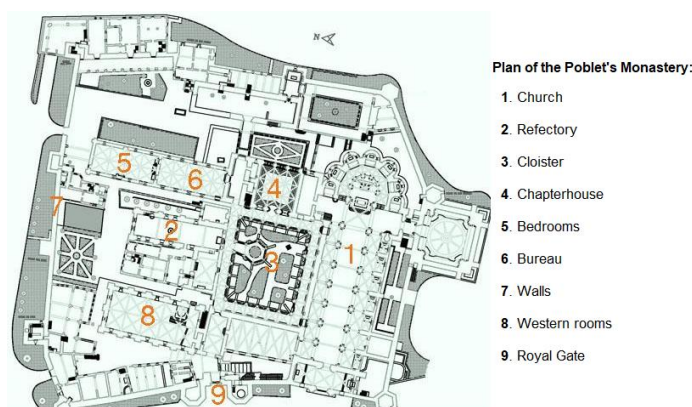 N
Plan of the Poblet's Monastery:
1. Church
2. Refectory
3. Cloister
4. Chapterhouse
5. Bedrooms
6. Bureau
7. Walls
8. Western rooms
9. Royal Gate
5
6
4
7
2
1
3
8
9